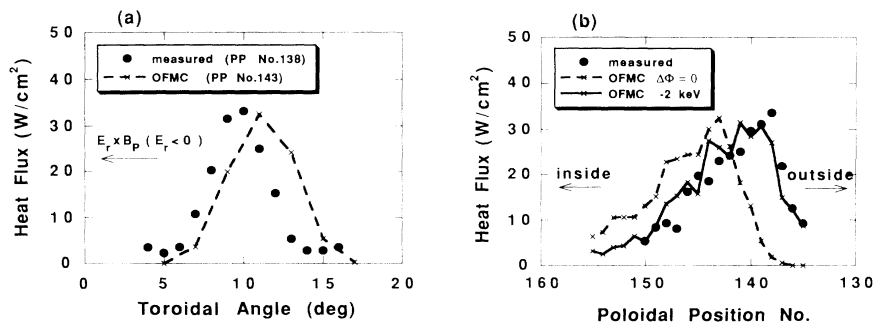 (a)
50
40
30
20
10
0
Heat Flux (W/cm²)
measured (PP No.138)
OFMC (PP No.143)
E_r x B_P ( E_r < 0 )
0 5 10 15 20
Toroidal Angle (deg)
(b)
50
40
30
20
10
0
Heat Flux (W/cm²)
measured
OFMC ΔΦ = 0
OFMC -2 keV
inside
outside
160 150 140 130
Poloidal Position No.